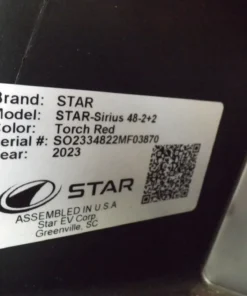 Brand: STAR
Model: STAR-Sirius 48-2+2
Color: Torch Red
Serial #: SO2334822MF03870
Year: 2023
STAR
ASSEMBLED IN U.S.A
Star EV Corp.
Greenville, SC